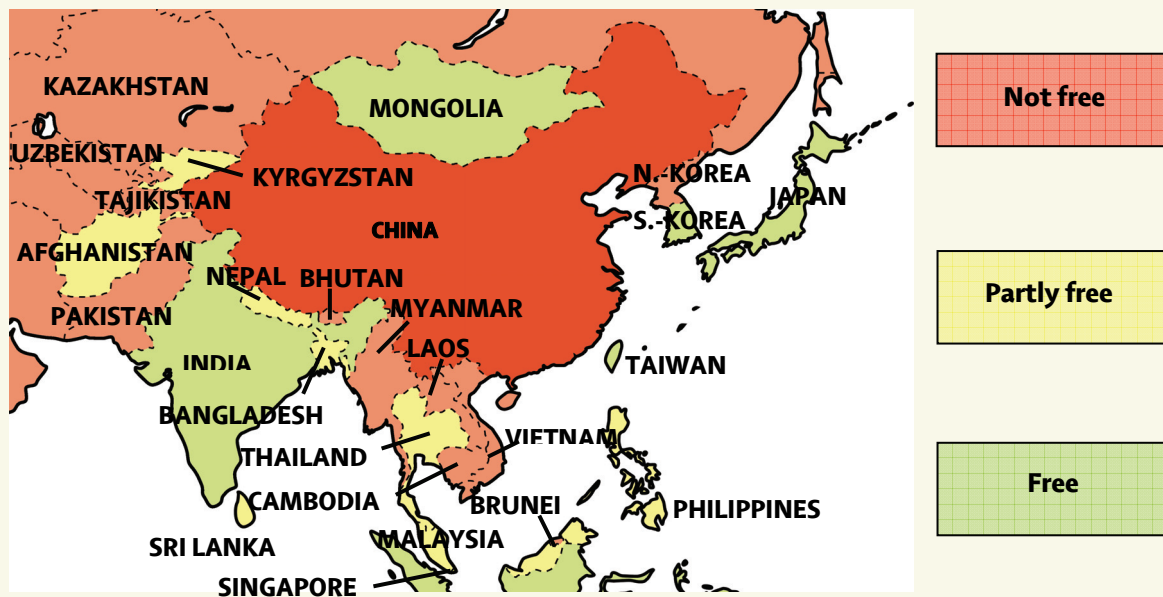 KAZAKHSTAN
MONGOLIA
Not free
UZBEKISTAN
KYRGYZSTAN
N.-KOREA
TAJIKISTAN
JAPAN
S.-KOREA
CHINA
AFGHANISTAN
NEPAL
BHUTAN
Partly free
PAKISTAN
MYANMAR
LAOS
INDIA
TAIWAN
BANGLADESH
VIETNAM
THAILAND
Free
CAMBODIA
BRUNEI
PHILIPPINES
MALAYSIA
SRI LANKA
SINGAPORE